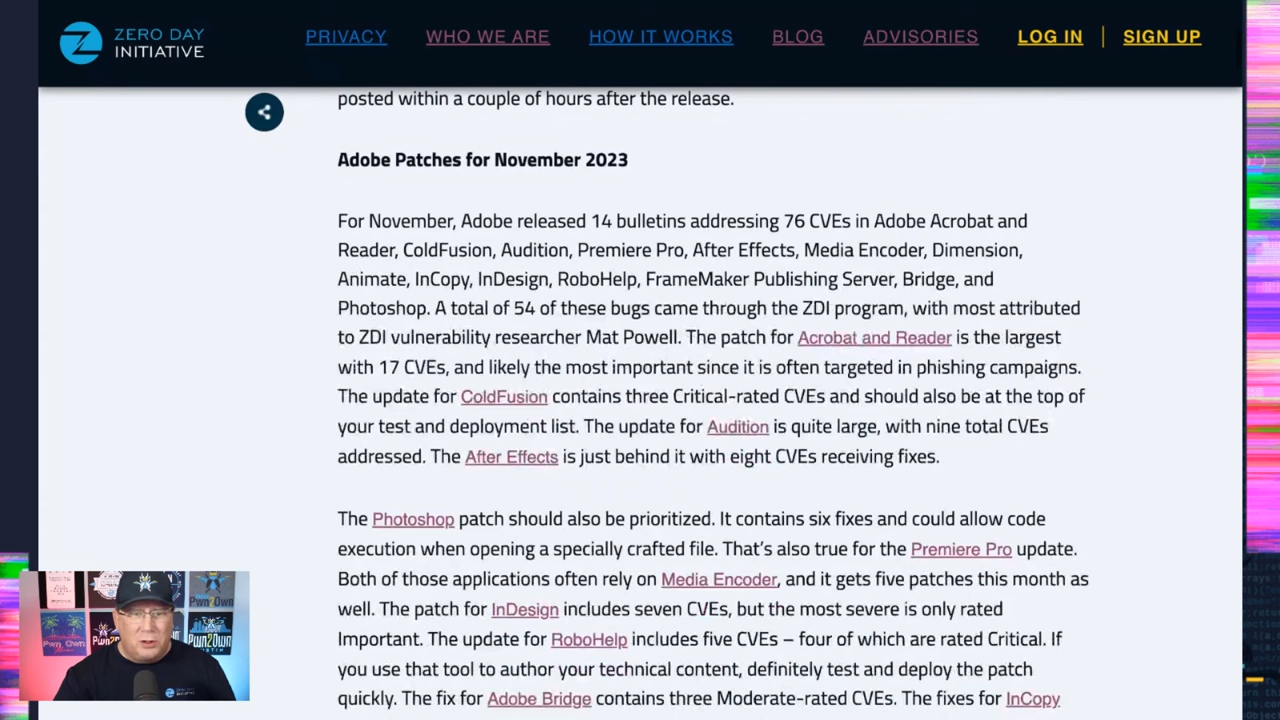 ZERO DAY
INITIATIVE
PRIVACY WHO WE ARE HOW IT WORKS BLOG ADVISORIES LOG IN SIGN UP
posted within a couple of hours after the release.
Adobe Patches for November 2023
For November, Adobe released 14 bulletins addressing 76 CVEs in Adobe Acrobat and
Reader, ColdFusion, Audition, Premiere Pro, After Effects, Media Encoder, Dimension,
Animate, InCopy, InDesign, RoboHelp, FrameMaker Publishing Server, Bridge, and
Photoshop. A total of 54 of these bugs came through the ZDI program, with most attributed
to ZDI vulnerability researcher Mat Powell. The patch for Acrobat and Reader is the largest
with 17 CVEs, and likely the most important since it is often targeted in phishing campaigns.
The update for ColdFusion contains three Critical-rated CVEs and should also be at the top of
your test and deployment list. The update for Audition is quite large, with nine total CVEs
addressed. The After Effects is just behind it with eight CVEs receiving fixes.
The Photoshop patch should also be prioritized. It contains six fixes and could allow code
execution when opening a specially crafted file. That's also true for the Premiere Pro update.
Both of those applications often rely on Media Encoder, and it gets five patches this month as
well. The patch for InDesign includes seven CVEs, but the most severe is only rated
Important. The update for RoboHelp includes five CVEs – four of which are rated Critical. If
you use that tool to author your technical content, definitely test and deploy the patch
quickly. The fix for Adobe Bridge contains three Moderate-rated CVEs. The fixes for InCopy
Pwn2Own
ZERO DAY
INITIATIVE